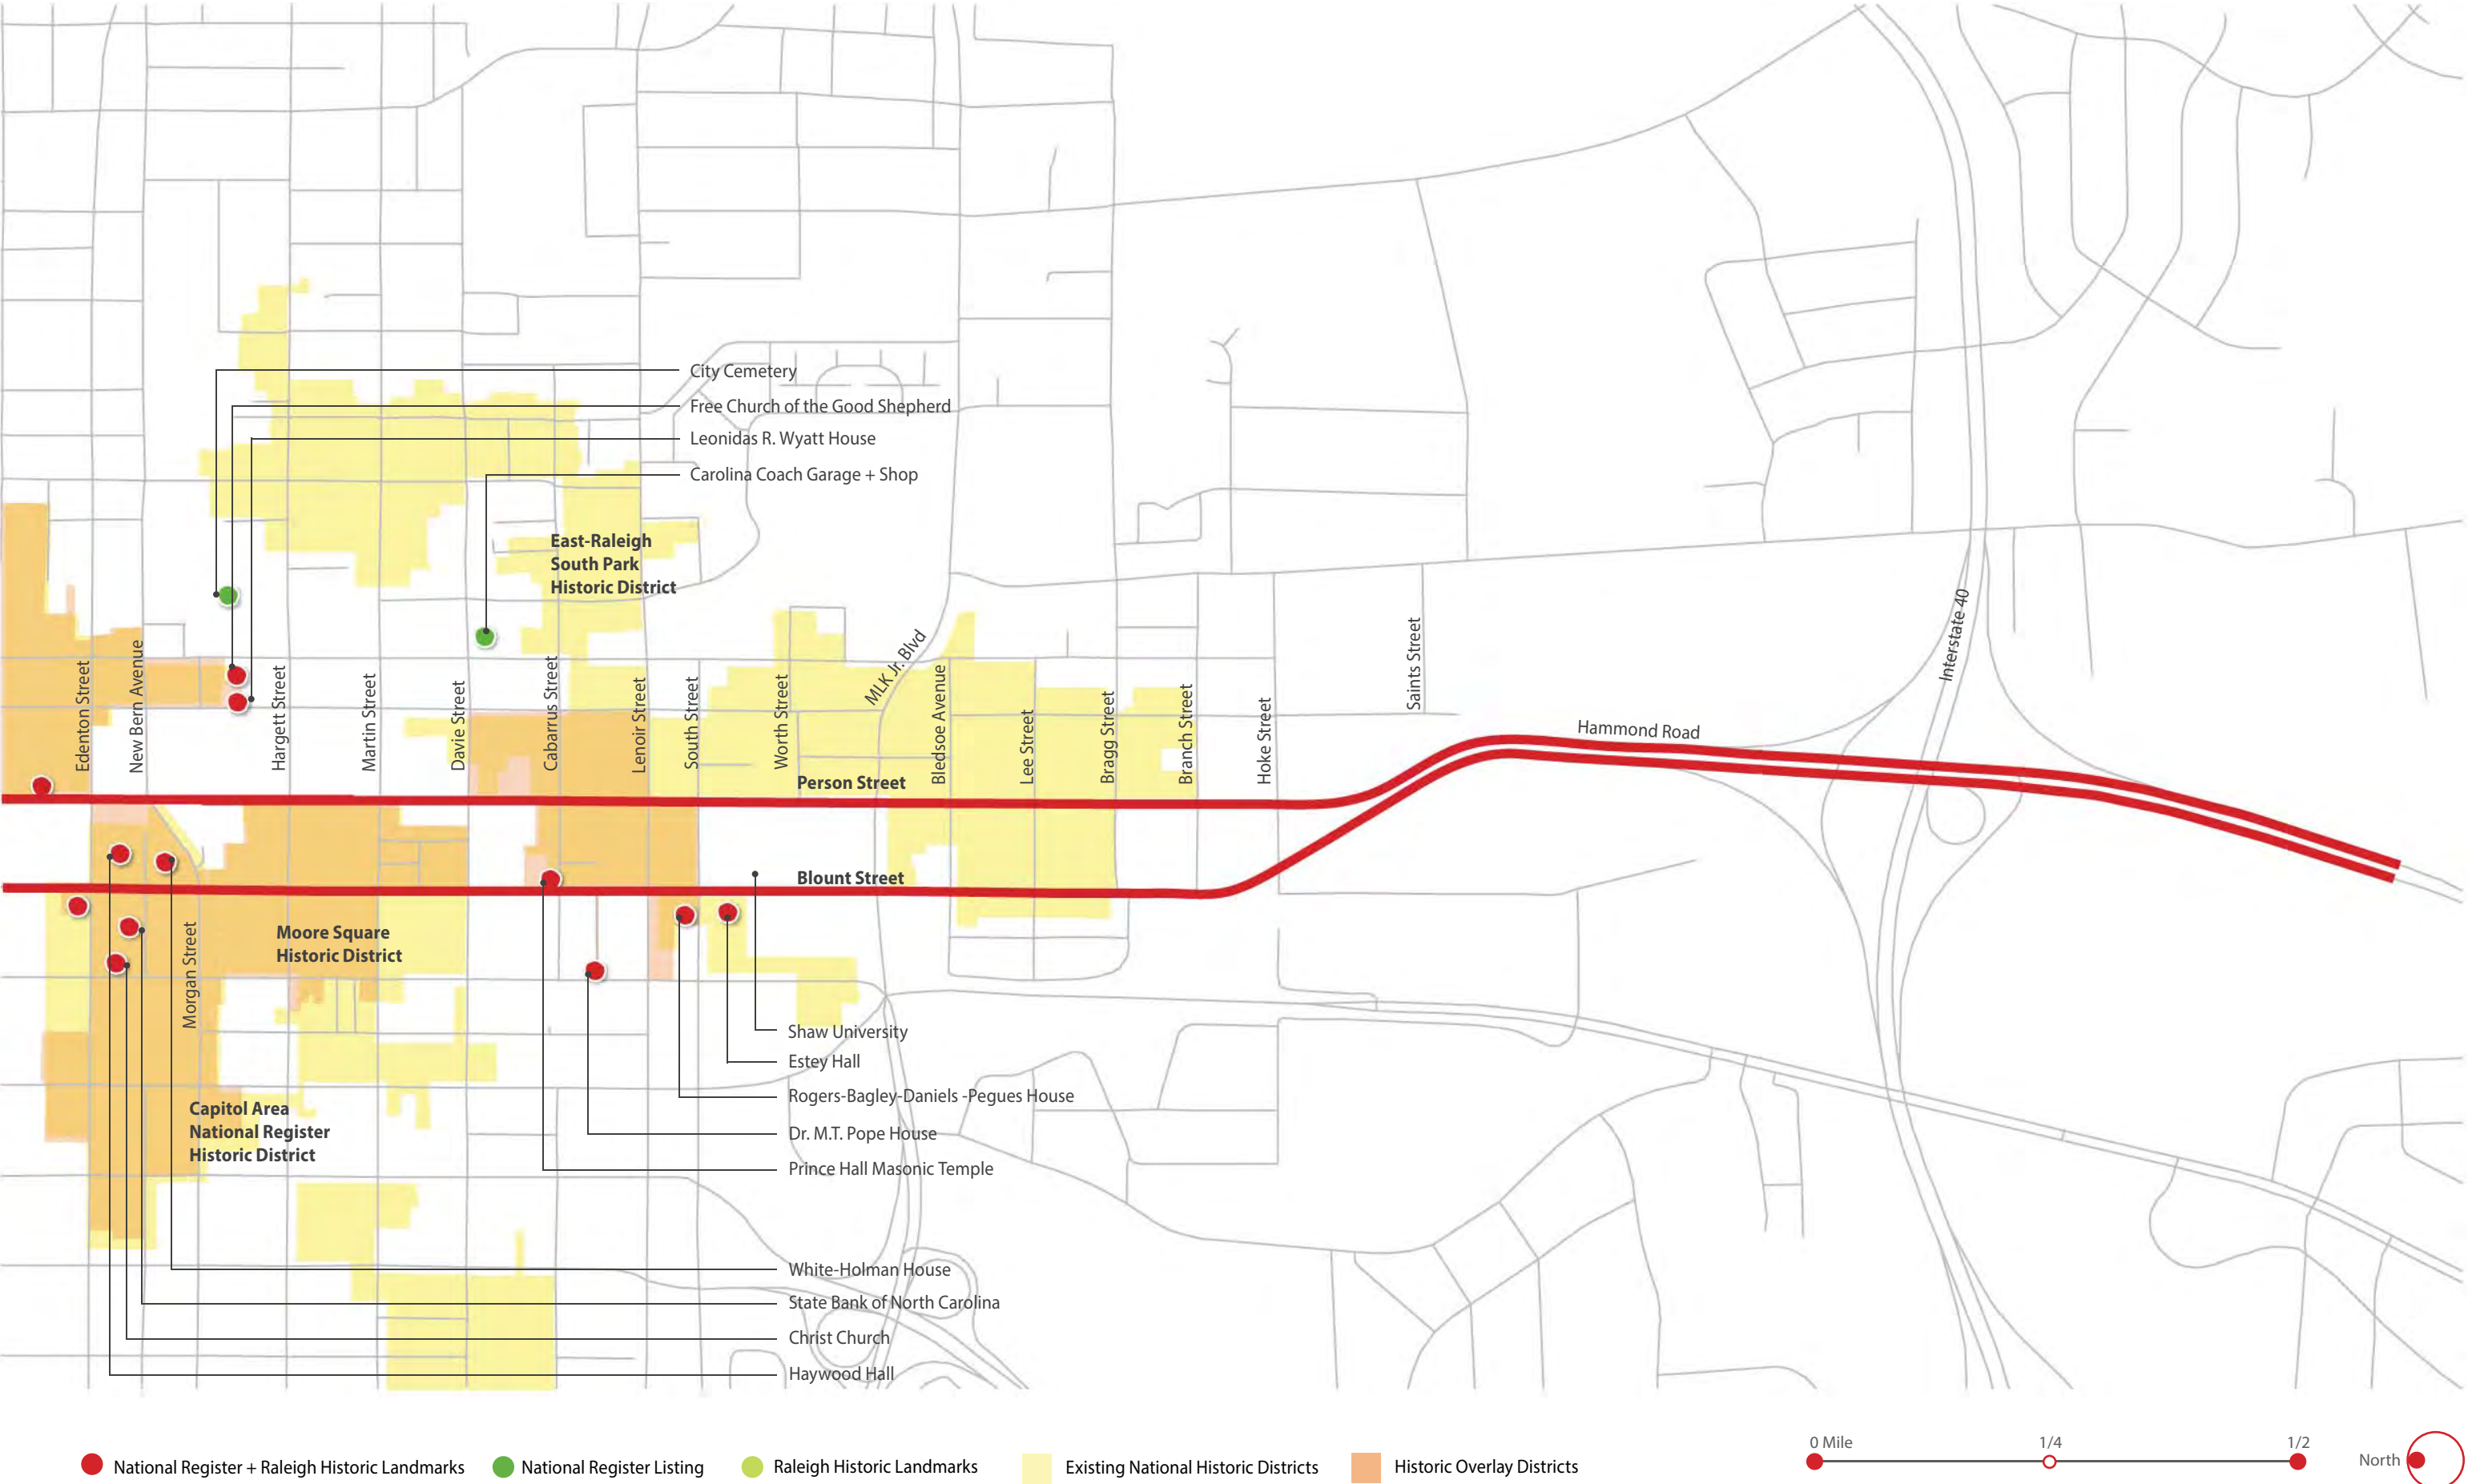 City Cemetery
Free Church of the Good Shepherd
Leonidas R. Wyatt House
Carolina Coach Garage + Shop
East-Raleigh
South Park
Historic District
Edenton Street
New Bern Avenue
Hargett Street
Martin Street
Davie Street
Cabarrus Street
Lenoir Street
South Street
Worth Street
MLK Jr. Blvd
Bledsoe Avenue
Lee Street
Bragg Street
Branch Street
Hoke Street
Saints Street
Interstate 40
Hammond Road
Person Street
Blount Street
Morgan Street
Moore Square
Historic District
Shaw University
Estey Hall
Rogers-Bagley-Daniels -Pegues House
Dr. M.T. Pope House
Prince Hall Masonic Temple
Capitol Area
National Register
Historic District
White-Holman House
State Bank of North Carolina
Christ Church
Haywood Hall
National Register + Raleigh Historic Landmarks
National Register Listing
Raleigh Historic Landmarks
Existing National Historic Districts
Historic Overlay Districts
0 Mile
1/4
1/2
North